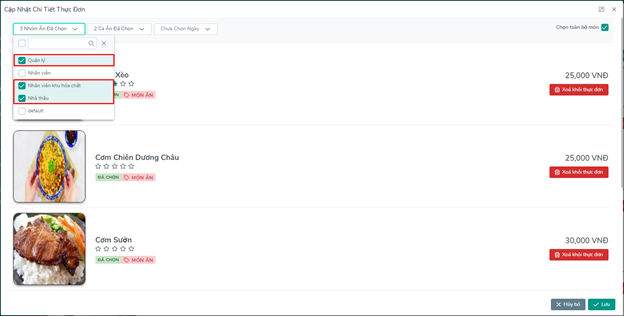 Cập Nhật Chi Tiết Thực Đơn
3 Nhóm Ăn Đã Chọn
2 Ca Ăn Đã Chọn
Chưa Chọn Ngày
Chọn toàn bộ món
Quản lý
Nhân viên
Nhân viên khu hóa chất
Nhà thầu
default
Xèo
MÓN ĂN
25,000 VNĐ
Xoá khỏi thực đơn
Cơm Chiên Dương Châu
ĐÃ CHỌN
MÓN ĂN
25,000 VNĐ
Xoá khỏi thực đơn
Cơm Sườn
ĐÃ CHỌN
MÓN ĂN
30,000 VNĐ
Xoá khỏi thực đơn
Hủy bỏ
Lưu